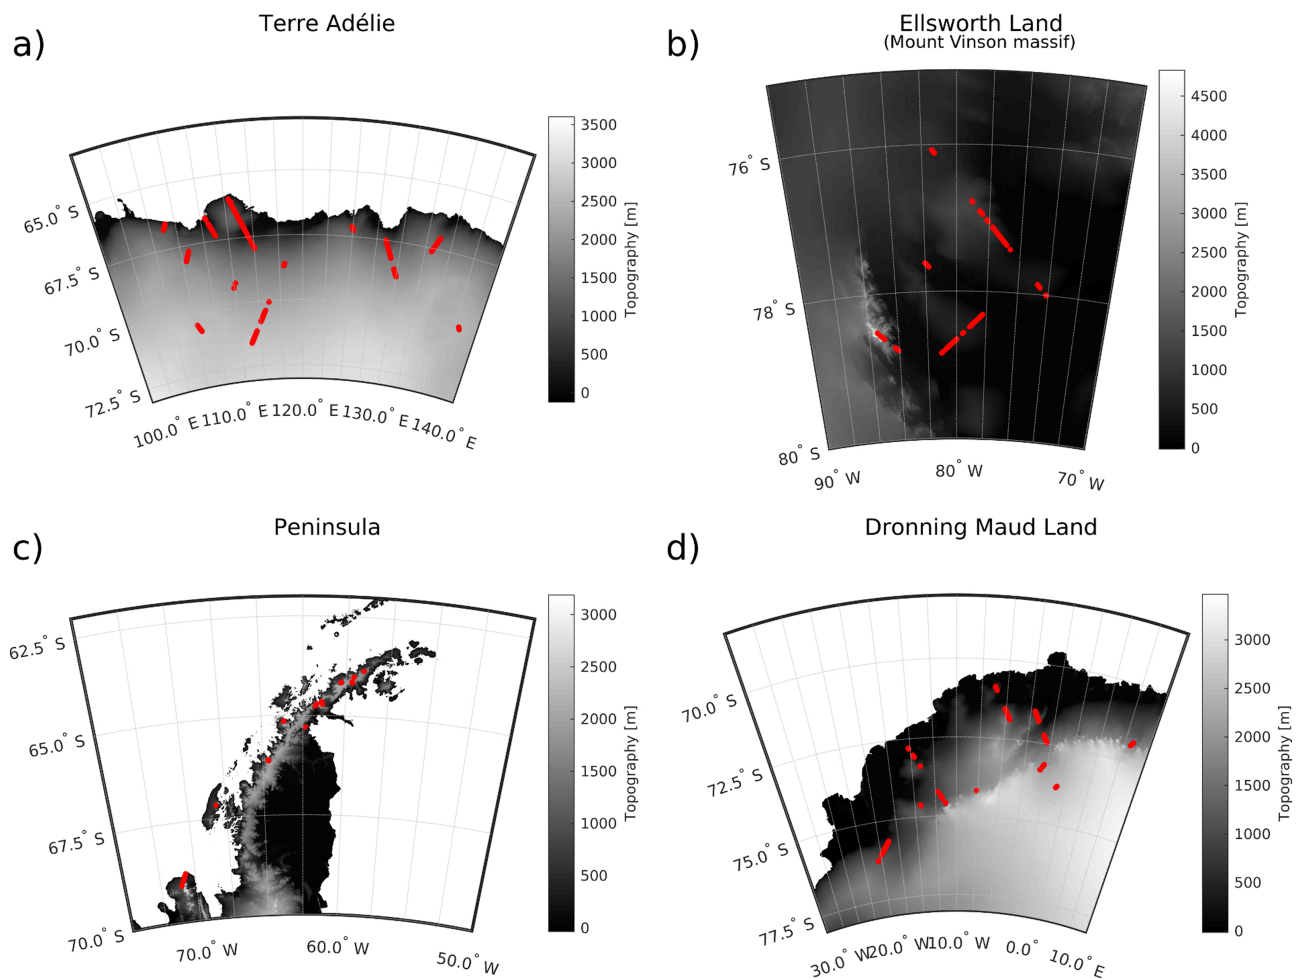 Terre Adélie
a)
65.0° S
67.5° S
70.0° S
72.5° S
100.0° E 110.0° E 120.0° E 130.0° E 140.0° E
3500
3000
2500
2000
1500
1000
500
0
Topography [m]
Ellsworth Land
(Mount Vinson massif)
b)
76° S
78° S
80° S
90° W 80° W 70° W
4500
4000
3500
3000
2500
2000
1500
1000
500
0
Topography [m]
Peninsula
c)
62.5° S
65.0° S
67.5° S
70.0° S
70.0° W 60.0° W 50.0° W
3000
2500
2000
1500
1000
500
0
Topography [m]
Dronning Maud Land
d)
70.0° S
72.5° S
75.0° S
77.5° S
30.0° W 20.0° W 10.0° W 0.0° E 10.0° E
3000
2500
2000
1500
1000
500
0
Topography [m]